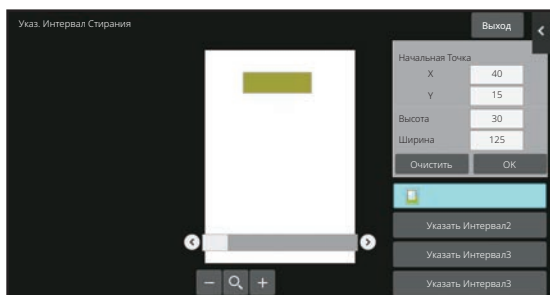 Указ. Интервал Стирания
Выход
Начальная Точка
X
40
Y
15
Высота
30
Ширина
125
Очистить
OK
Указать Интервал2
Указать Интервал3
Указать Интервал3